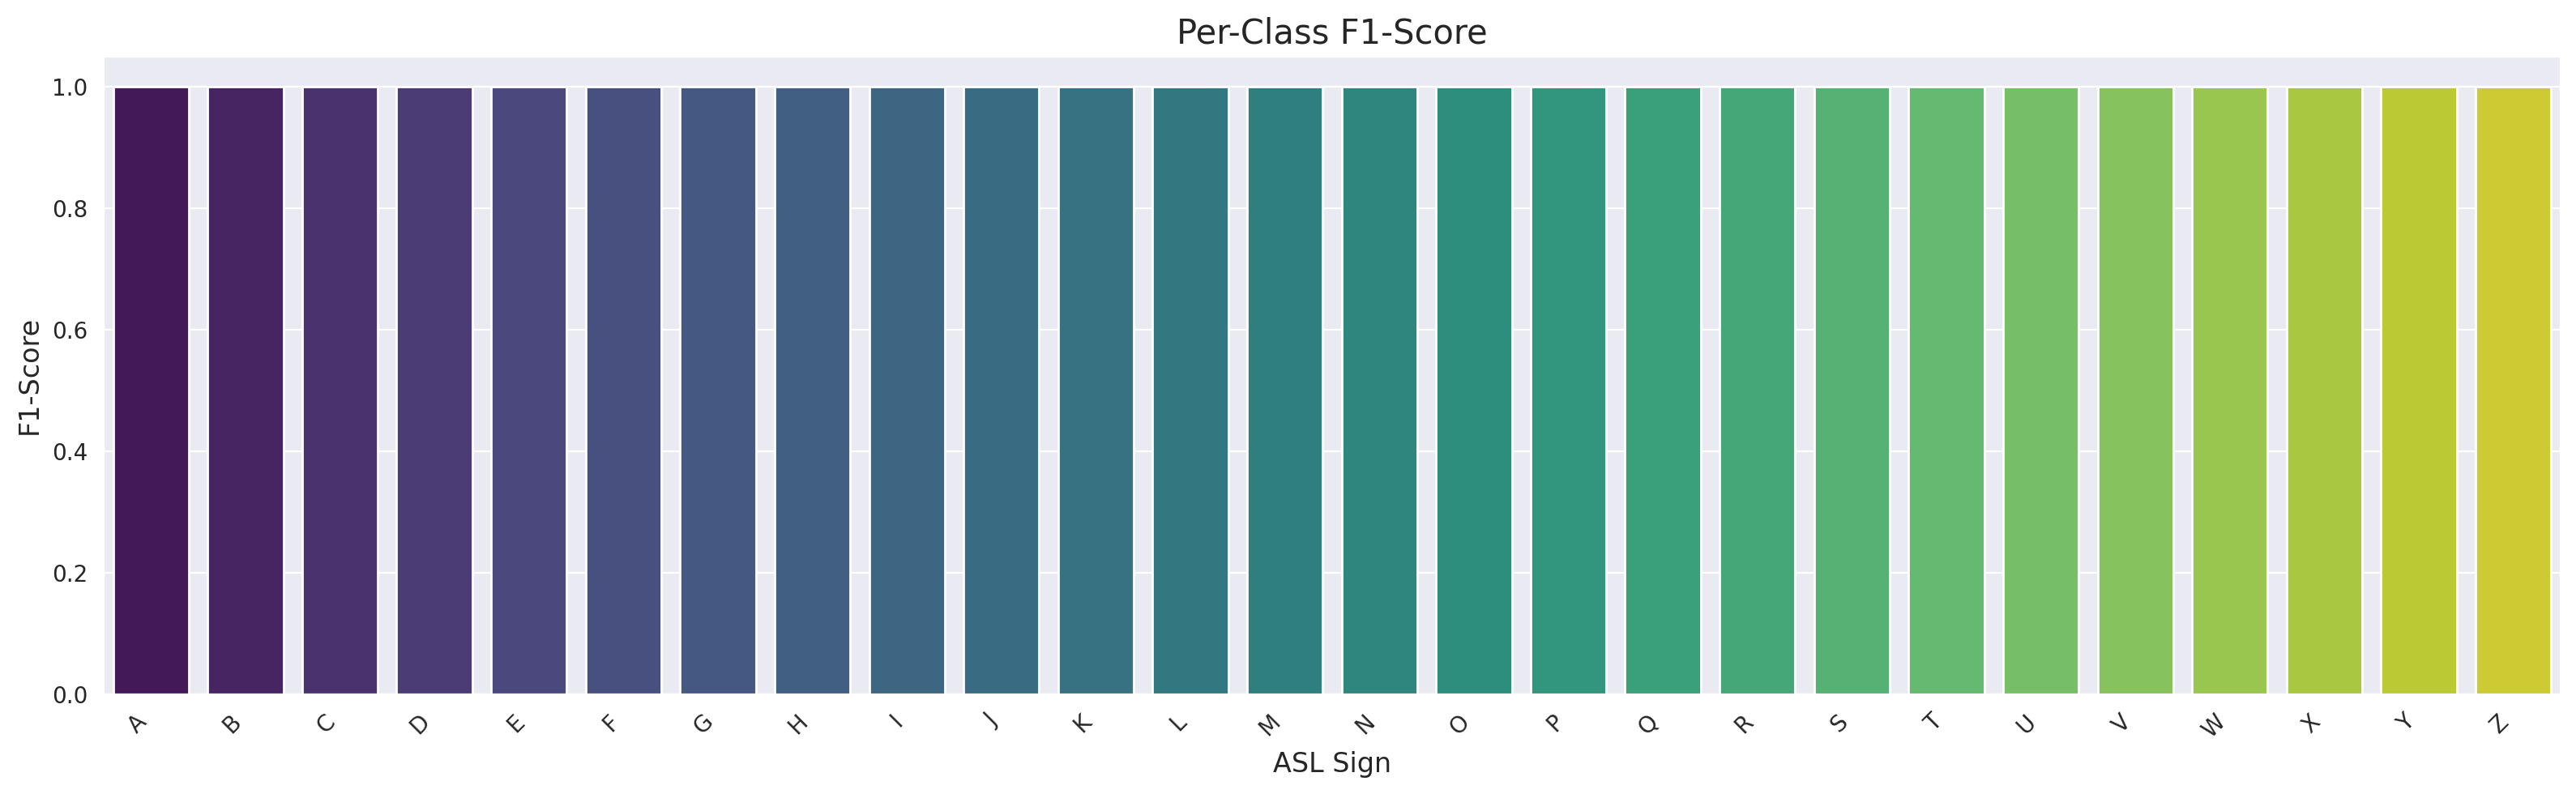 Per-Class F1-Score
F1-Score
1.0
0.8
0.6
0.4
0.2
0.0
A B C D E F G H I J K L M N O P Q R S T U V W X Y Z
ASL Sign